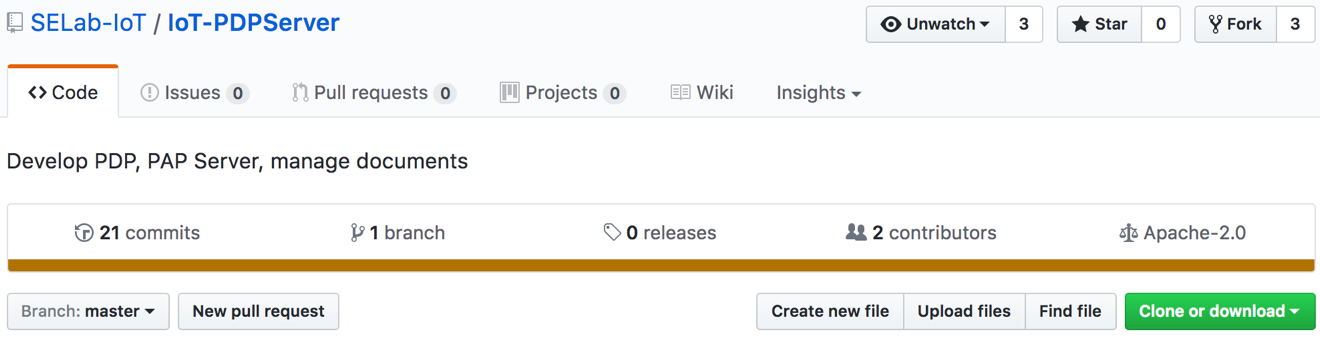 SELab-IoT / IoT-PDPServer Unwatch 3 Star 0 Fork 3
Code Issues 0 Pull requests 0 Projects 0 Wiki Insights
Develop PDP, PAP Server, manage documents
21 commits 1 branch 0 releases 2 contributors Apache-2.0
Branch: master New pull request Create new file Upload files Find file Clone or download